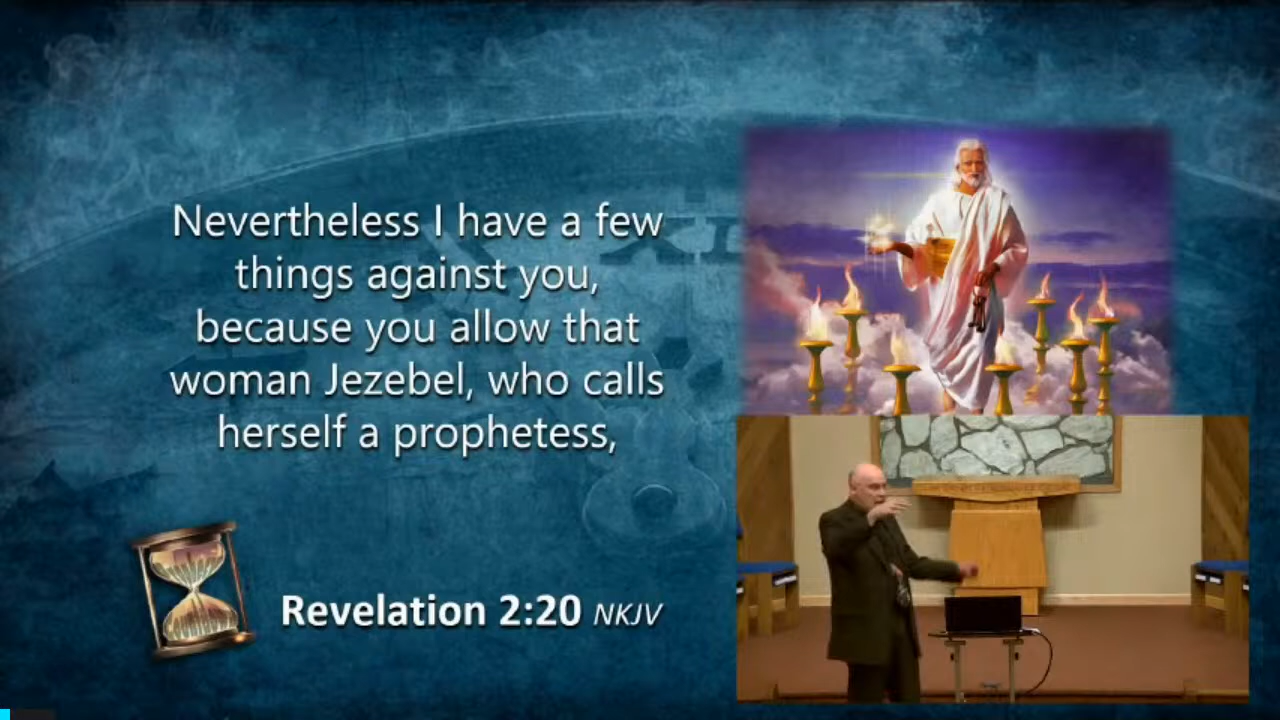 Nevertheless I have a few
things against you,
because you allow that
woman Jezebel, who calls
herself a prophetess,
Revelation 2:20 NKJV